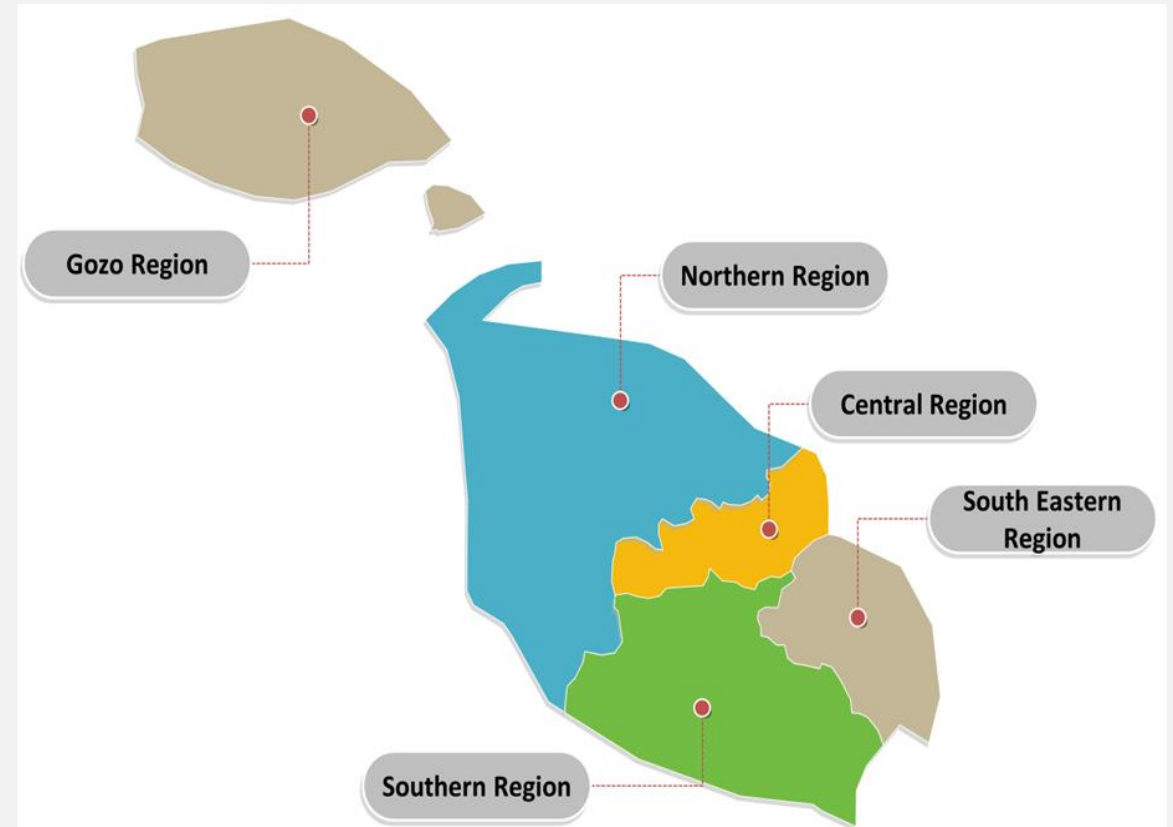 Gozo Region
Northern Region
Central Region
South Eastern
Region
Southern Region